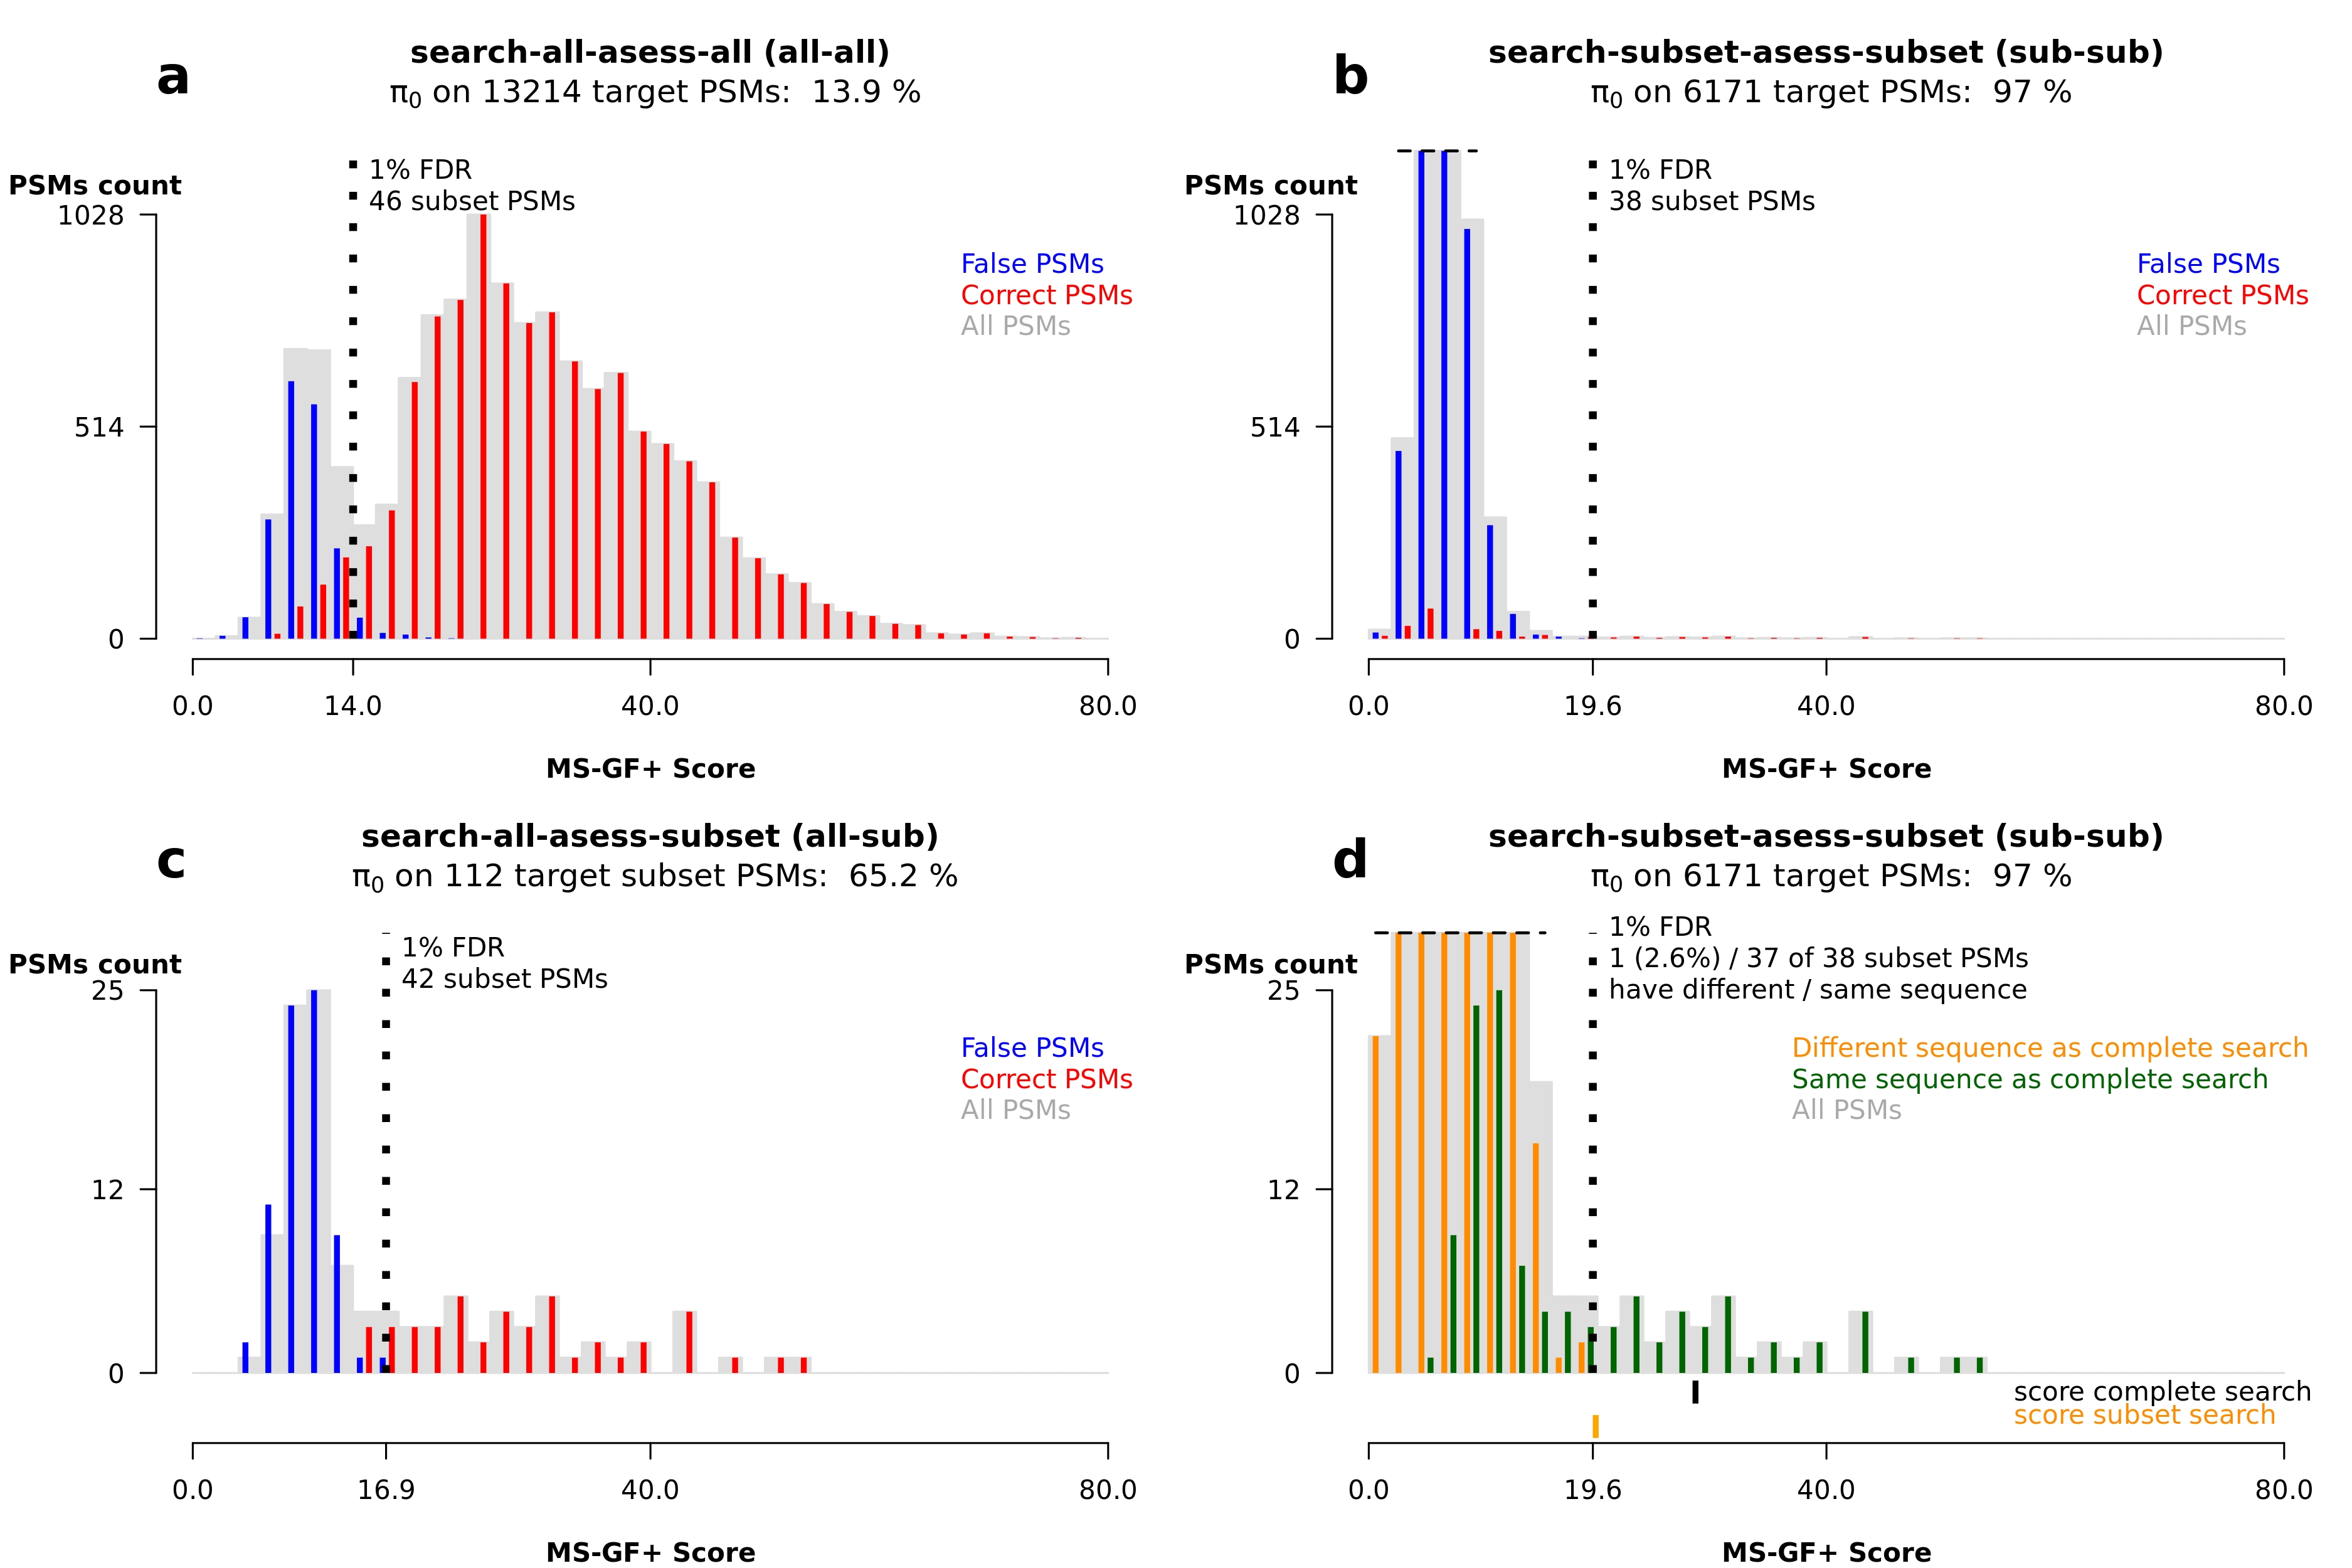 a
search-all-asess-all (all-all)
π0 on 13214 target PSMs: 13.9 %
PSMs count
1028
514
0
1% FDR
46 subset PSMs
False PSMs
Correct PSMs
All PSMs
0.0 14.0 40.0 80.0
MS-GF+ Score
b
search-subset-asess-subset (sub-sub)
π0 on 6171 target PSMs: 97 %
PSMs count
1028
514
0
1% FDR
38 subset PSMs
False PSMs
Correct PSMs
All PSMs
0.0 19.6 40.0 80.0
MS-GF+ Score
c
search-all-asess-subset (all-sub)
π0 on 112 target subset PSMs: 65.2 %
PSMs count
25
12
0
1% FDR
42 subset PSMs
False PSMs
Correct PSMs
All PSMs
0.0 16.9 40.0 80.0
MS-GF+ Score
d
search-subset-asess-subset (sub-sub)
π0 on 6171 target PSMs: 97 %
PSMs count
25
12
0
1% FDR
1 (2.6%) / 37 of 38 subset PSMs
have different / same sequence
Different sequence as complete search
Same sequence as complete search
All PSMs
score complete search
score subset search
0.0 19.6 40.0 80.0
MS-GF+ Score